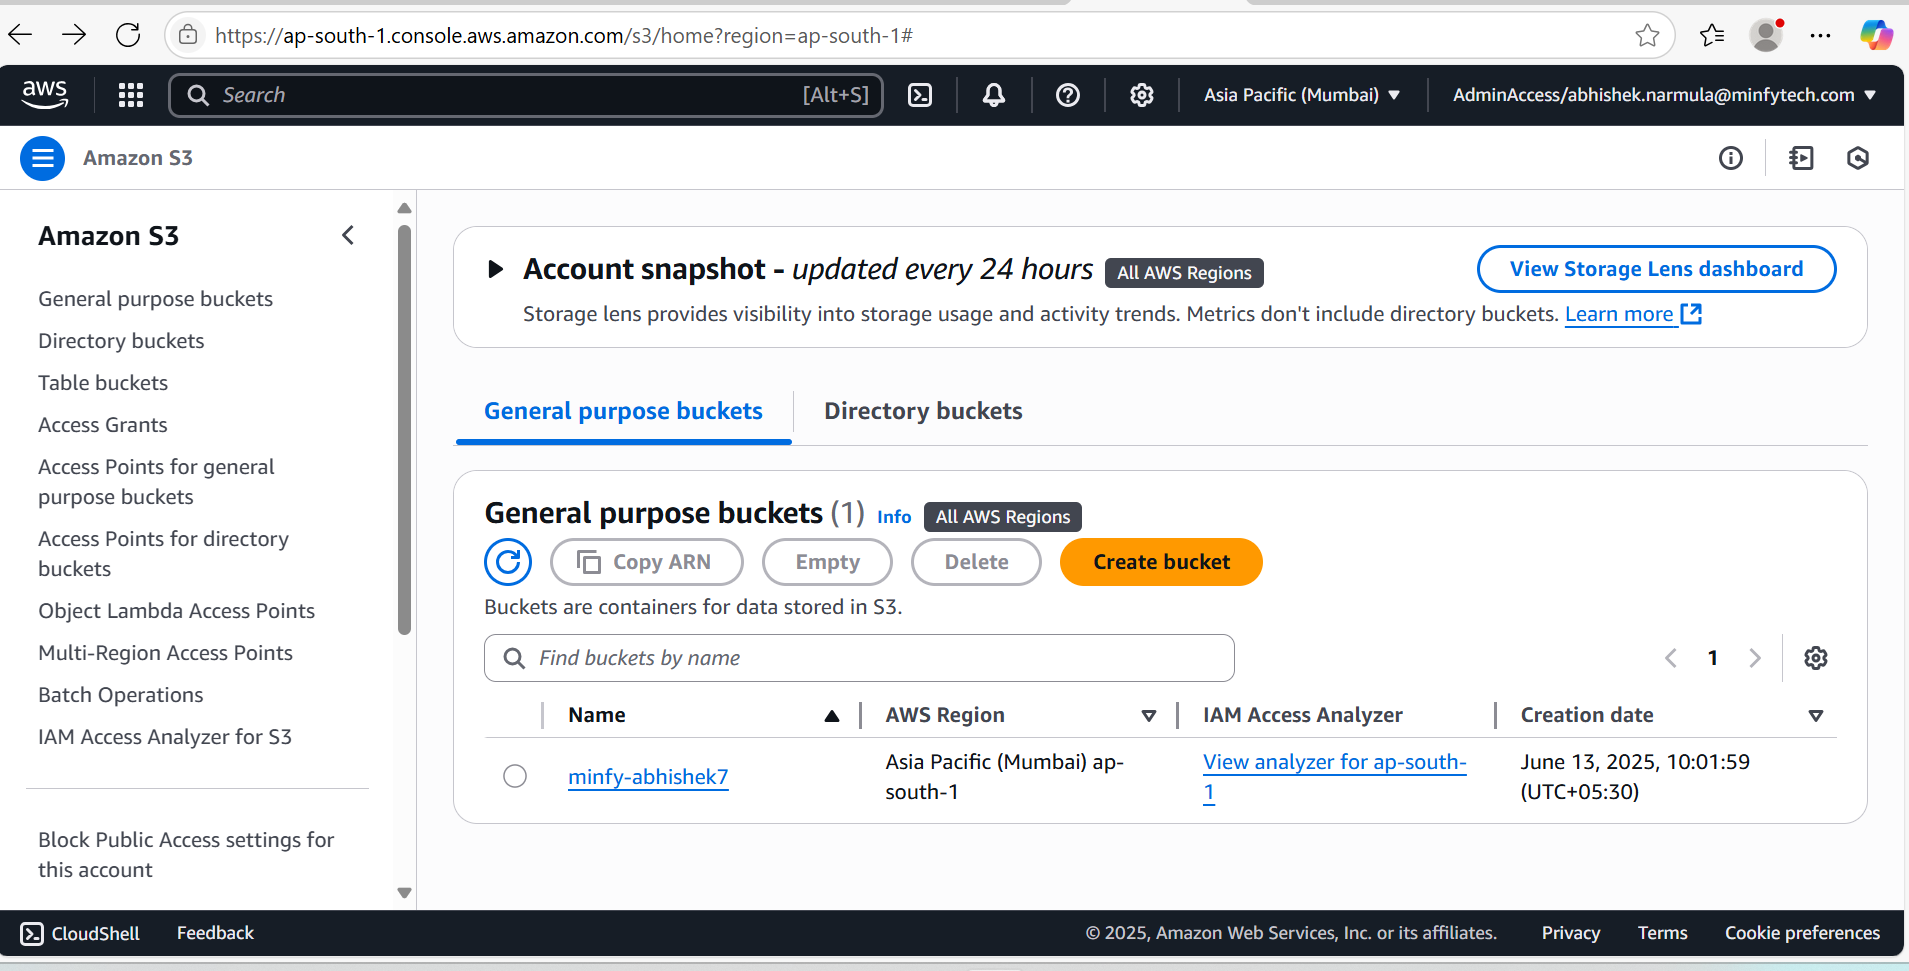 https://ap-south-1.console.aws.amazon.com/s3/home?region=ap-south-1#
aws
Search
[Alt+S]
Asia Pacific (Mumbai)
AdminAccess/abhishek.narmula@minfytech.com
Amazon S3
Amazon S3
General purpose buckets
Directory buckets
Table buckets
Access Grants
Access Points for general
purpose buckets
Access Points for directory
buckets
Object Lambda Access Points
Multi-Region Access Points
Batch Operations
IAM Access Analyzer for S3
Block Public Access settings for
this account
Account snapshot - updated every 24 hours All AWS Regions
View Storage Lens dashboard
Storage lens provides visibility into storage usage and activity trends. Metrics don't include directory buckets. Learn more
General purpose buckets
Directory buckets
General purpose buckets (1) Info All AWS Regions
Copy ARN
Empty
Delete
Create bucket
Buckets are containers for data stored in S3.
Find buckets by name
1
Name
AWS Region
IAM Access Analyzer
Creation date
minfy-abhishek7
Asia Pacific (Mumbai) ap-
south-1
View analyzer for ap-south-
1
June 13, 2025, 10:01:59
(UTC+05:30)
CloudShell
Feedback
© 2025, Amazon Web Services, Inc. or its affiliates.
Privacy
Terms
Cookie preferences